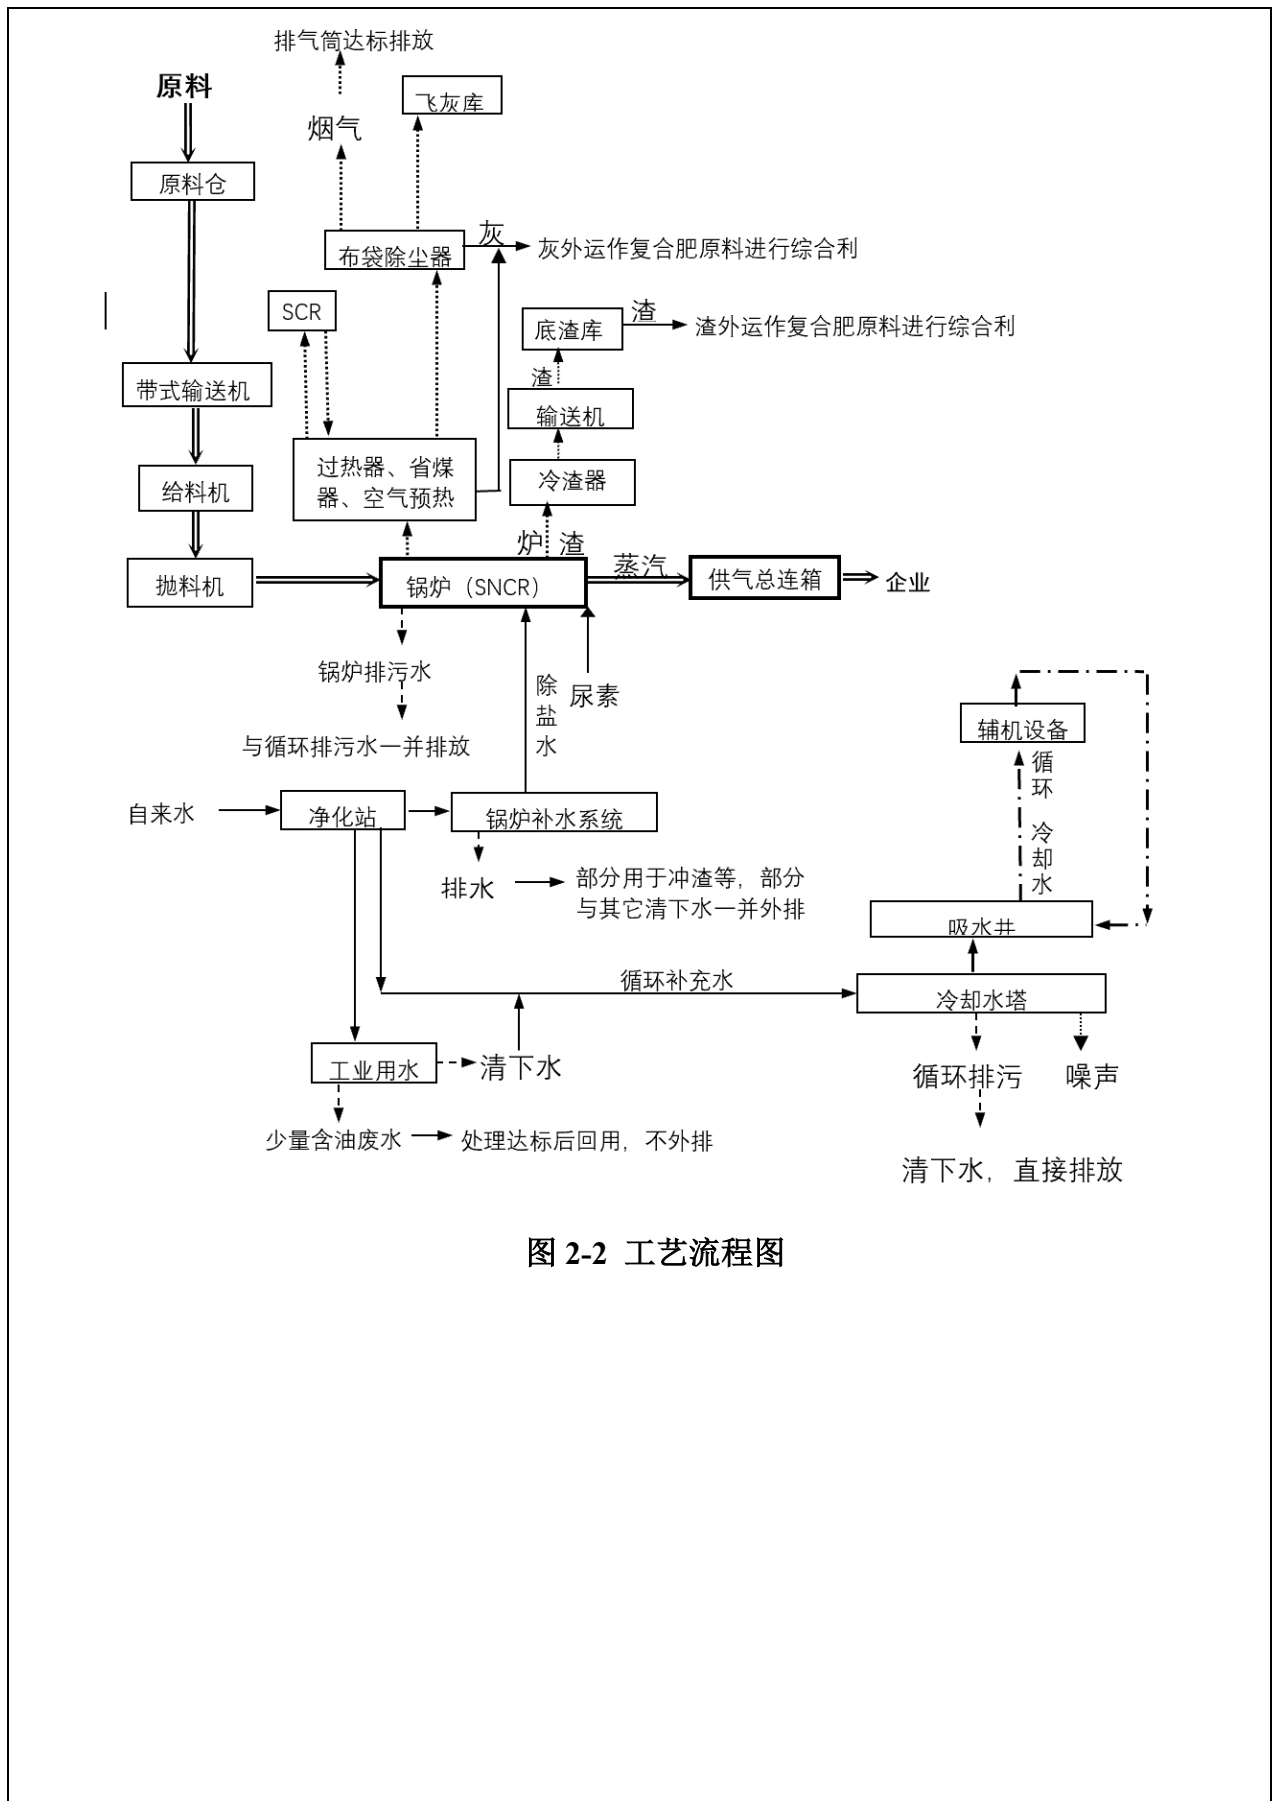 排气筒达标排放
原料
飞灰库
烟气
原料仓
灰
布袋除尘器
灰外运作复合肥原料进行综合利
SCR
渣
底渣库
渣外运作复合肥原料进行综合利
渣
带式输送机
输送机
过热器、省煤
器、空气预热
冷渣器
给料机
炉 渣
蒸汽
抛料机
锅炉（SNCR）
供气总连箱
企业
锅炉排污水
除盐水
尿素
与循环排污水一并排放
辅机设备
循环 冷却水
自来水
净化站
锅炉补水系统
排水
部分用于冲渣等，部分
与其它清下水一并外排
吸水井
循环补充水
冷却水塔
工业用水
清下水
循环排污
噪声
少量含油废水
处理达标后回用，不外排
清下水，直接排放
图 2-2 工艺流程图